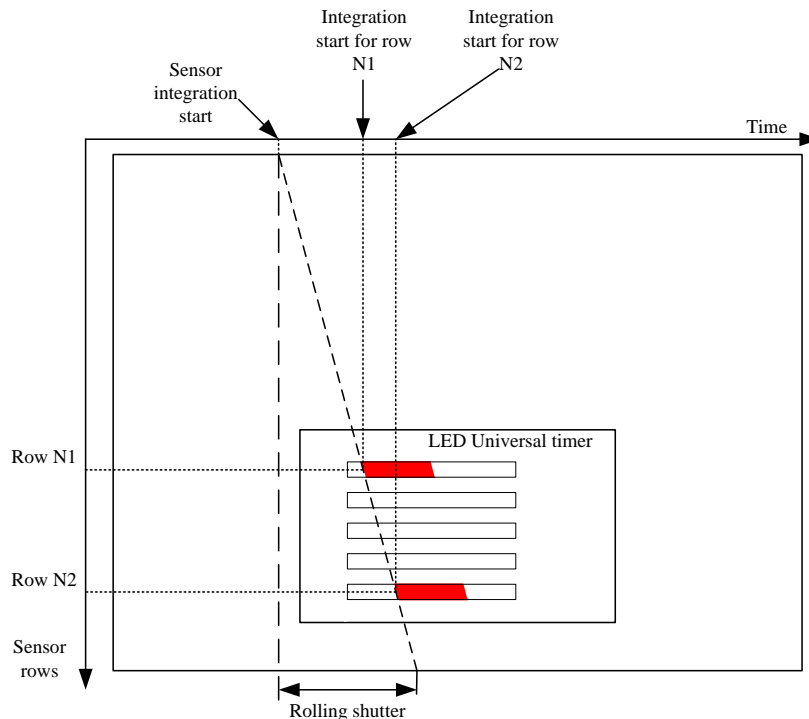 Integration
start for row
N1
Integration
start for row
N2
Sensor
integration
start
Time
LED Universal timer
Row N1
Row N2
Sensor
rows
Rolling shutter